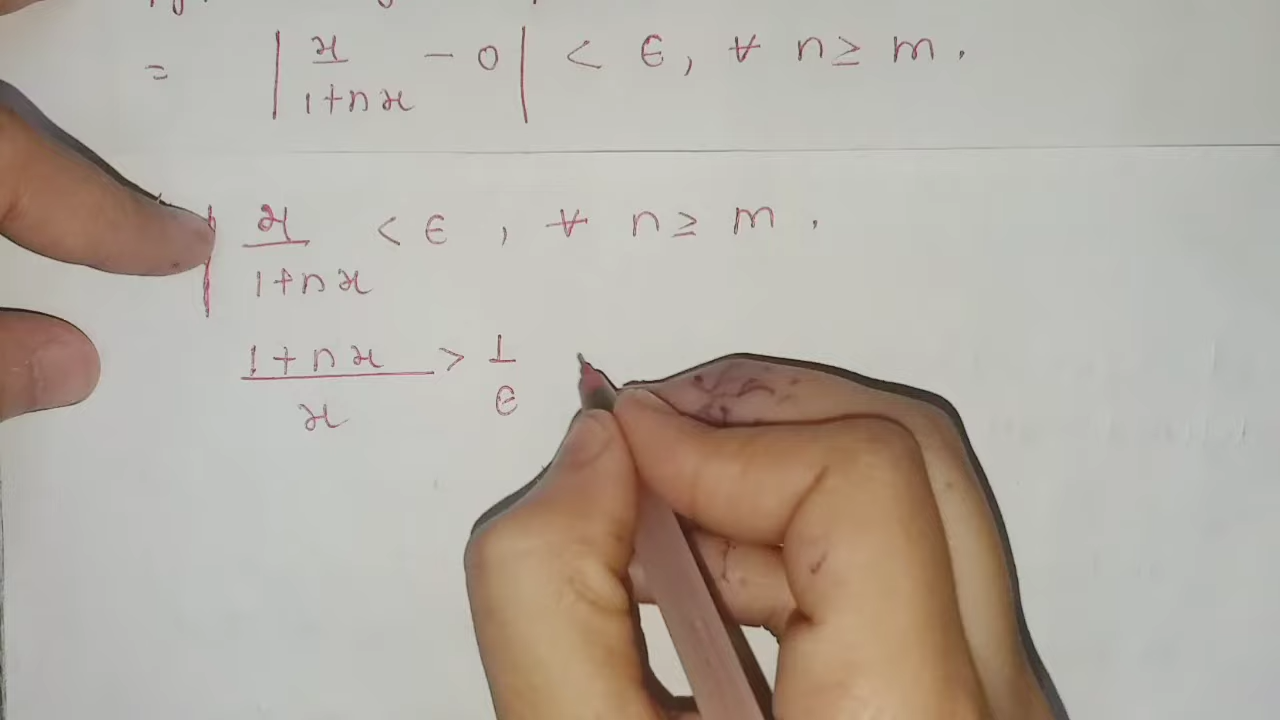 = | x/(1+nx) - 0 | < ϵ, ∀ n ≥ m.
| x/(1+nx) < ϵ, ∀ n ≥ m.
(1+nx)/x > 1/ϵ